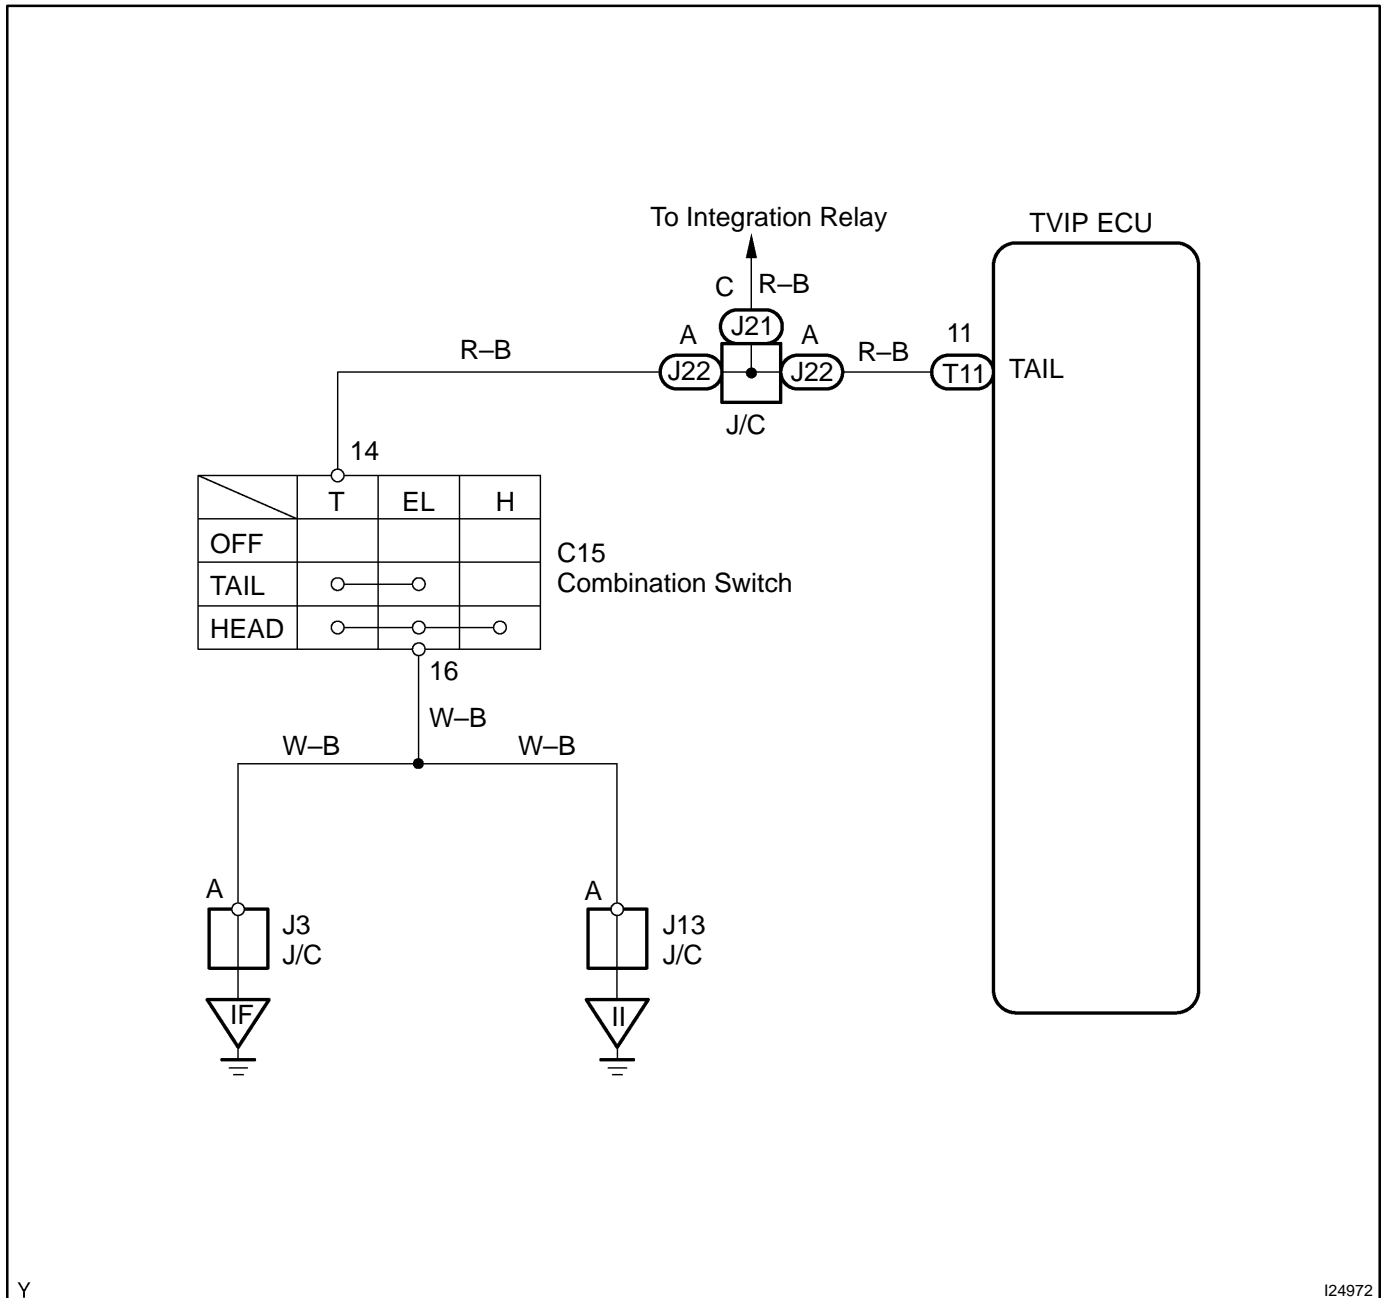 To Integration Relay
TVIP ECU
C R–B
J21
A A
R–B
J22 J22
R–B
11
T11
TAIL
J/C
14
T EL H
OFF
TAIL
HEAD
C15
Combination Switch
16
W–B
W–B W–B
A
J3
J/C
IF
A
J13
J/C
II
Y
I24972